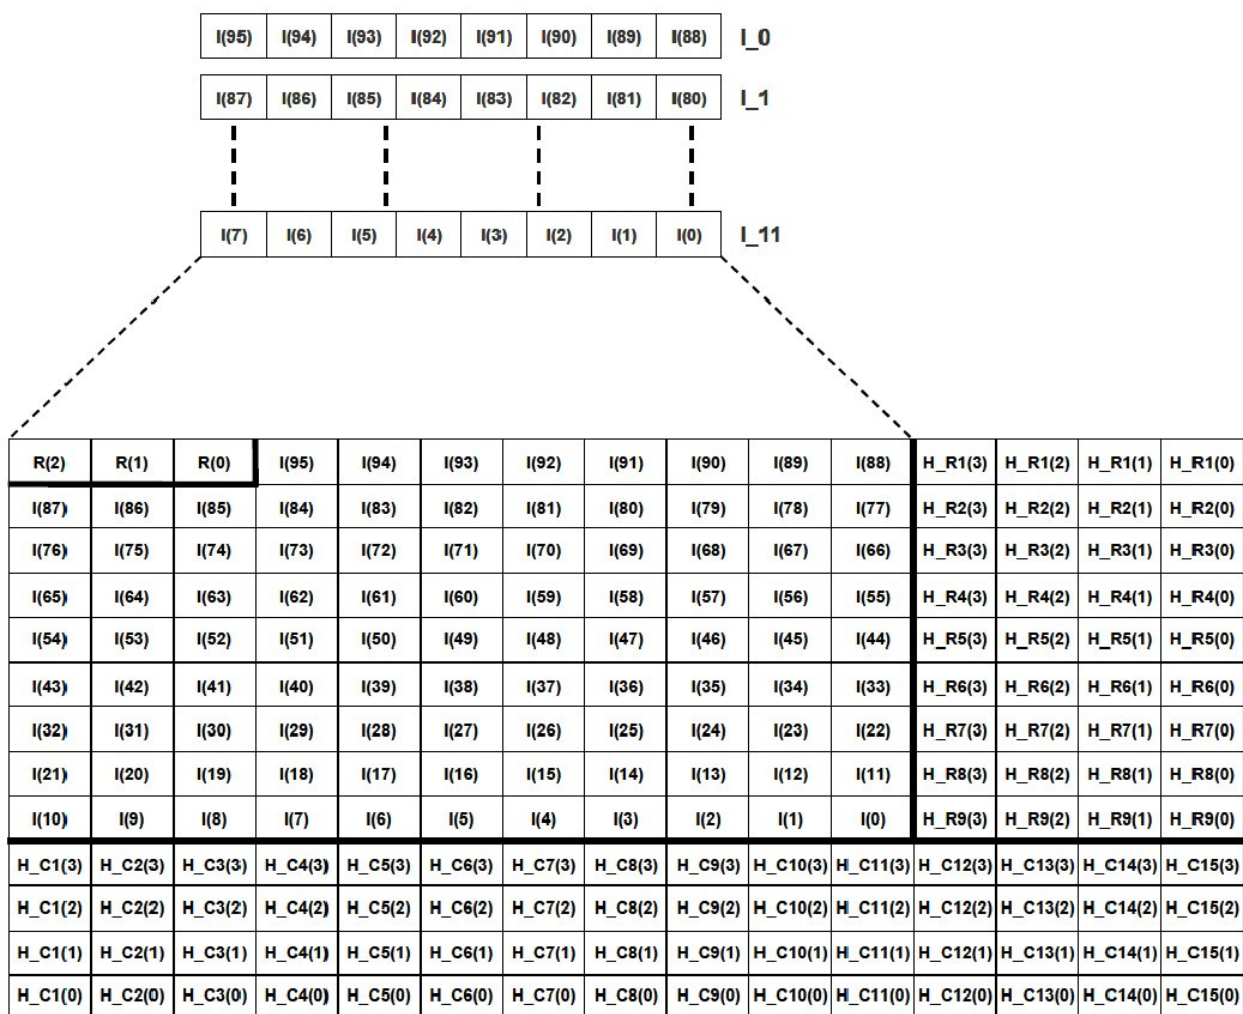 I(95) I(94) I(93) I(92) I(91) I(90) I(89) I(88) I_0
I(87) I(86) I(85) I(84) I(83) I(82) I(81) I(80) I_1
I(7) I(6) I(5) I(4) I(3) I(2) I(1) I(0) I_11
R(2) R(1) R(0) I(95) I(94) I(93) I(92) I(91) I(90) I(89) I(88) H_R1(3) H_R1(2) H_R1(1) H_R1(0)
I(87) I(86) I(85) I(84) I(83) I(82) I(81) I(80) I(79) I(78) I(77) H_R2(3) H_R2(2) H_R2(1) H_R2(0)
I(76) I(75) I(74) I(73) I(72) I(71) I(70) I(69) I(68) I(67) I(66) H_R3(3) H_R3(2) H_R3(1) H_R3(0)
I(65) I(64) I(63) I(62) I(61) I(60) I(59) I(58) I(57) I(56) I(55) H_R4(3) H_R4(2) H_R4(1) H_R4(0)
I(54) I(53) I(52) I(51) I(50) I(49) I(48) I(47) I(46) I(45) I(44) H_R5(3) H_R5(2) H_R5(1) H_R5(0)
I(43) I(42) I(41) I(40) I(39) I(38) I(37) I(36) I(35) I(34) I(33) H_R6(3) H_R6(2) H_R6(1) H_R6(0)
I(32) I(31) I(30) I(29) I(28) I(27) I(26) I(25) I(24) I(23) I(22) H_R7(3) H_R7(2) H_R7(1) H_R7(0)
I(21) I(20) I(19) I(18) I(17) I(16) I(15) I(14) I(13) I(12) I(11) H_R8(3) H_R8(2) H_R8(1) H_R8(0)
I(10) I(9) I(8) I(7) I(6) I(5) I(4) I(3) I(2) I(1) I(0) H_R9(3) H_R9(2) H_R9(1) H_R9(0)
H_C1(3) H_C2(3) H_C3(3) H_C4(3) H_C5(3) H_C6(3) H_C7(3) H_C8(3) H_C9(3) H_C10(3) H_C11(3) H_C12(3) H_C13(3) H_C14(3) H_C15(3)
H_C1(2) H_C2(2) H_C3(2) H_C4(2) H_C5(2) H_C6(2) H_C7(2) H_C8(2) H_C9(2) H_C10(2) H_C11(2) H_C12(2) H_C13(2) H_C14(2) H_C15(2)
H_C1(1) H_C2(1) H_C3(1) H_C4(1) H_C5(1) H_C6(1) H_C7(1) H_C8(1) H_C9(1) H_C10(1) H_C11(1) H_C12(1) H_C13(1) H_C14(1) H_C15(1)
H_C1(0) H_C2(0) H_C3(0) H_C4(0) H_C5(0) H_C6(0) H_C7(0) H_C8(0) H_C9(0) H_C10(0) H_C11(0) H_C12(0) H_C13(0) H_C14(0) H_C15(0)